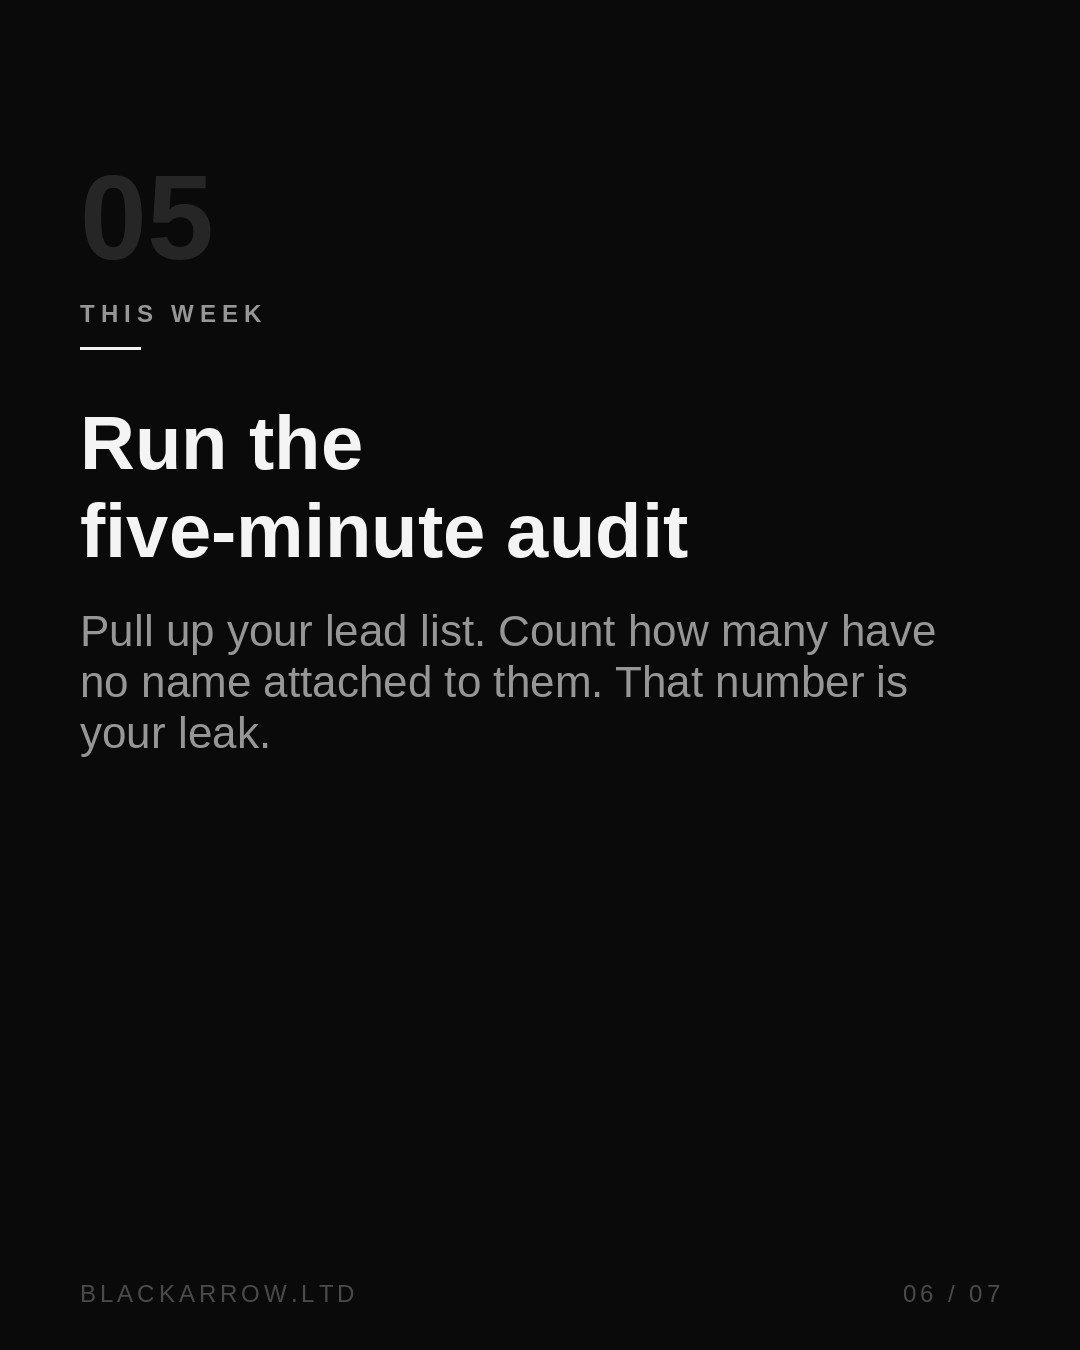 05
THIS WEEK
Run the
five-minute audit
Pull up your lead list. Count how many have
no name attached to them. That number is
your leak.
BLACKARROW.LTD
06 / 07